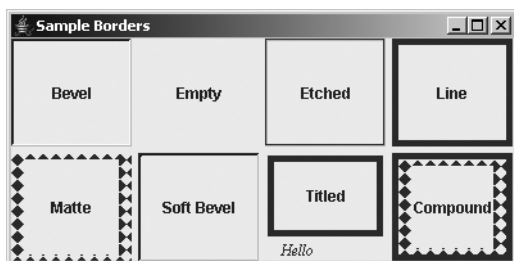 Sample Borders
Bevel Empty Etched Line
Matte Soft Bevel Titled Compound
Hello